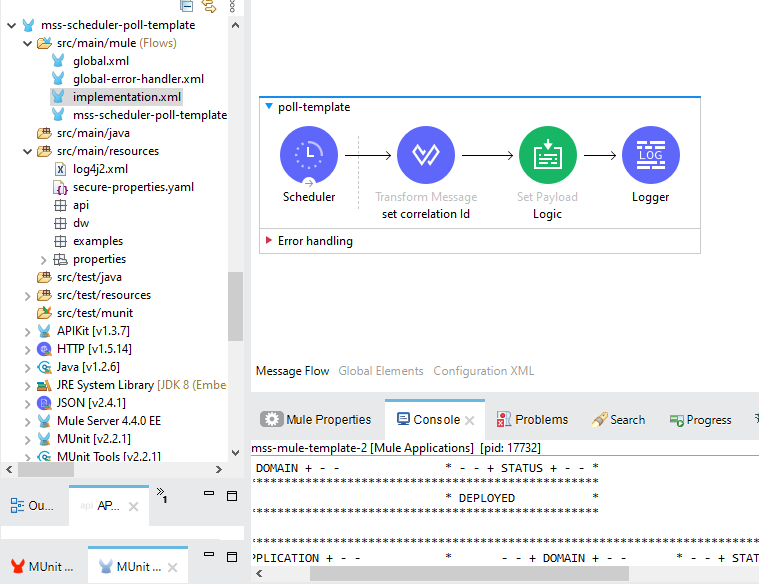 mss-scheduler-poll-template
src/main/mule (Flows)
global.xml
global-error-handler.xml
implementation.xml
mss-scheduler-poll-template
src/main/java
src/main/resources
log4j2.xml
secure-properties.yaml
api
dw
examples
properties
src/test/java
src/test/resources
src/test/munit
APIKit [v1.3.7]
HTTP [v1.5.14]
Java [v1.2.6]
JRE System Library [JDK 8 (Embe
JSON [v2.4.1]
Mule Server 4.4.0 EE
MUnit [v2.2.1]
MUnit Tools [v2.2.1]
Ou...
api AP...
»1
MUnit ...
MUnit ...
poll-template
Scheduler
Transform Message
set correlation Id
Set Payload
Logic
LOG
Logger
Error handling
Message Flow Global Elements Configuration XML
Mule Properties Console Problems Search Progress
mss-mule-template-2 [Mule Applications] [pid: 17732]
DOMAIN + - - * - - + STATUS + - - *
****************************************************
* DEPLOYED *
****************************************************
****************************************************
PPLICATION + - - * - - + DOMAIN + - - * - - + STAT